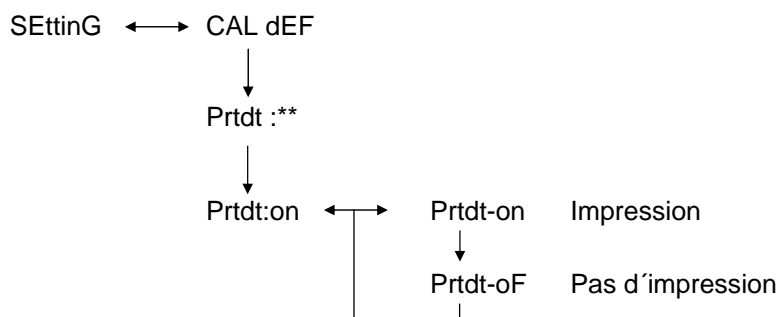 SEttinG CAL dEF
Prtdt :**
Prtdt:on Prtdt-on Impression
Prtdt-oF Pas d´impression